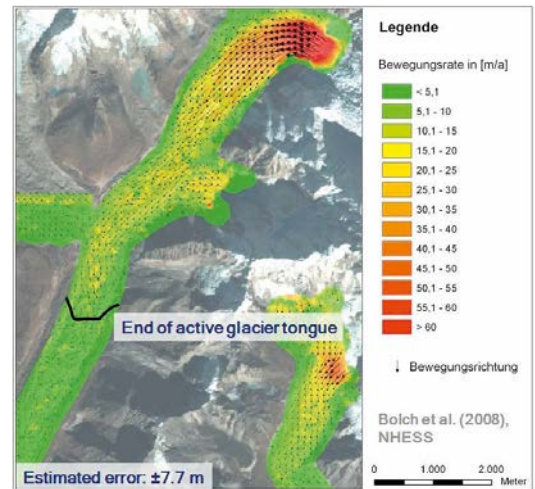 Legende
Bewegungsrate in [m/a]
< 5,1
5,1 - 10
10,1 - 15
15,1 - 20
20,1 - 25
25,1 - 30
30,1 - 35
35,1 - 40
40,1 - 45
45,1 - 50
50,1 - 55
55,1 - 60
> 60
Bewegungsrichtung
End of active glacier tongue
Bolch et al. (2008),
NHESS
Estimated error: ±7.7 m
0 1.000 2.000
Meter